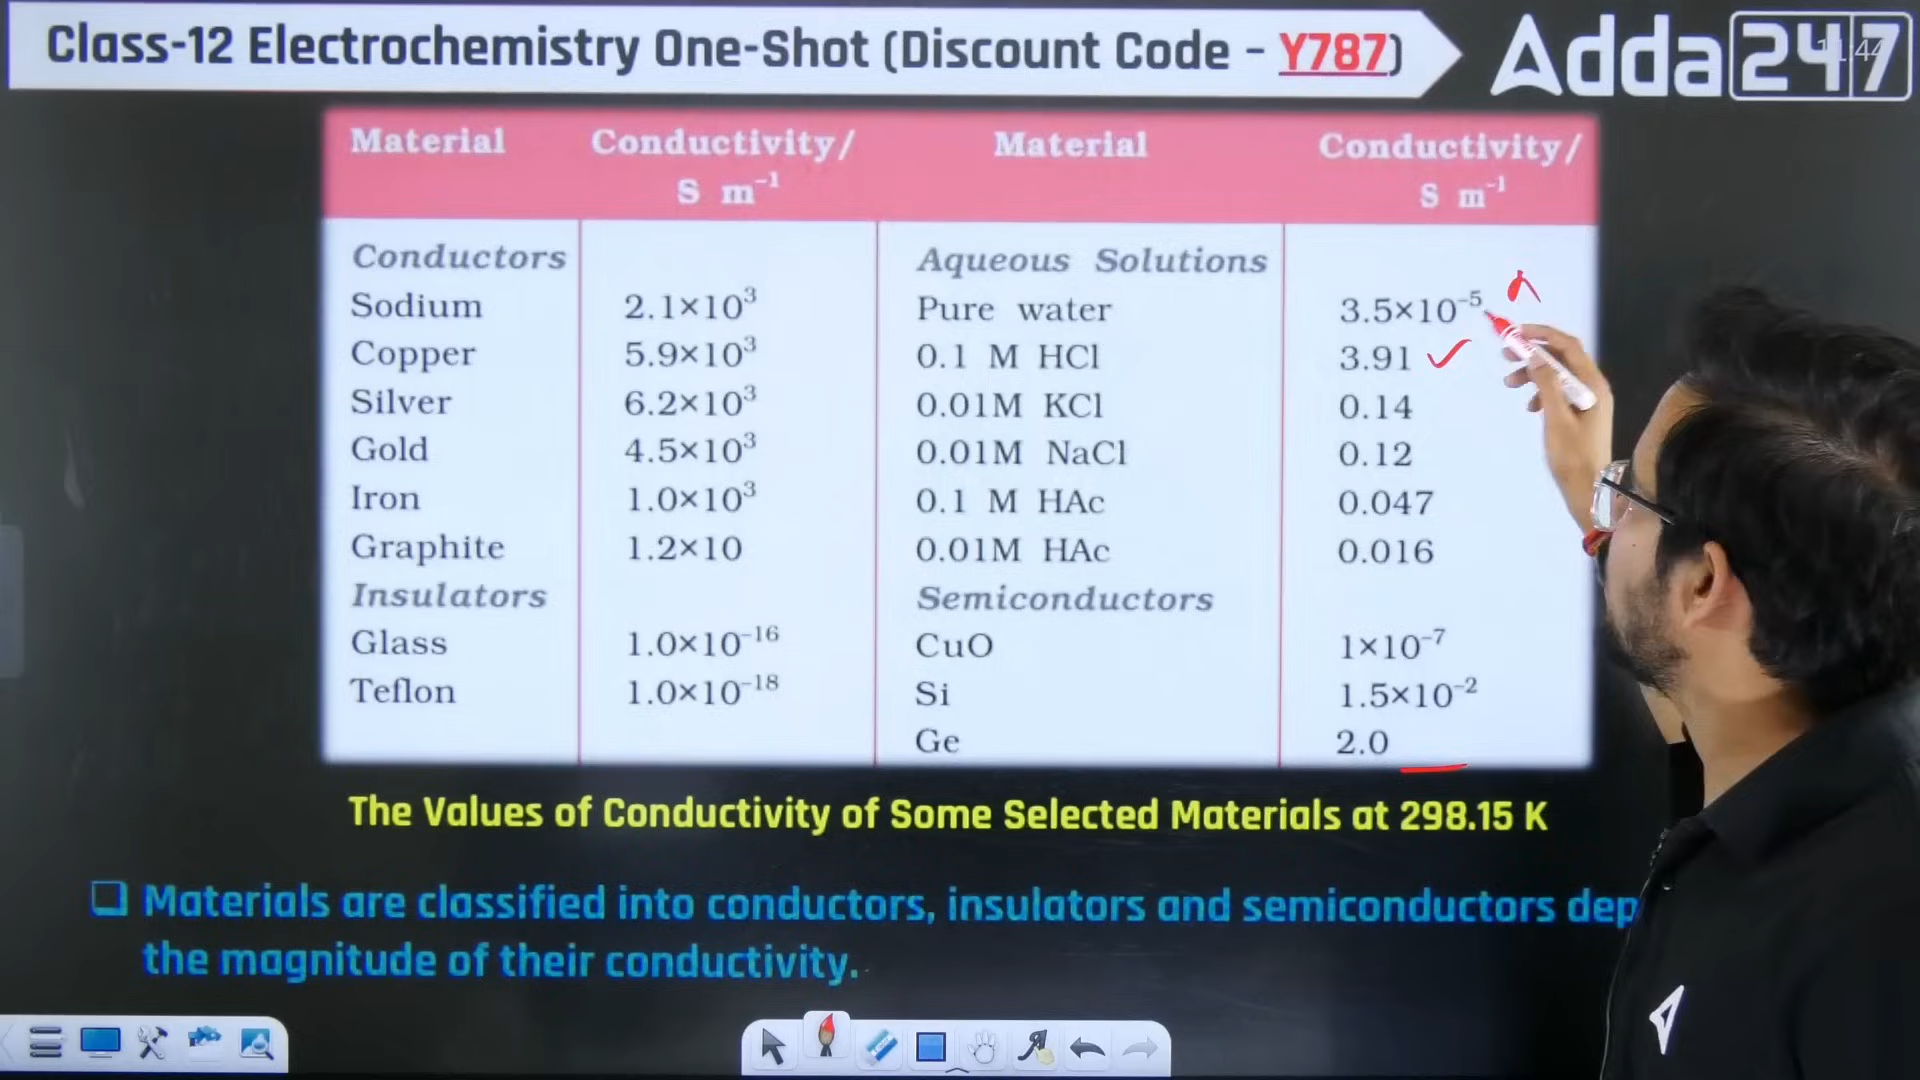 Class-12 Electrochemistry One-Shot (Discount Code - Y787)
Adda247
11:44
Material Conductivity/ S m⁻¹ Material Conductivity/ S m⁻¹
Conductors Aqueous Solutions
Sodium 2.1×10³ Pure water 3.5×10⁻⁵
Copper 5.9×10³ 0.1 M HCl 3.91
Silver 6.2×10³ 0.01M KCl 0.14
Gold 4.5×10³ 0.01M NaCl 0.12
Iron 1.0×10³ 0.1 M HAc 0.047
Graphite 1.2×10 0.01M HAc 0.016
Insulators Semiconductors
Glass 1.0×10⁻¹⁶ CuO 1×10⁻⁷
Teflon 1.0×10⁻¹⁸ Si 1.5×10⁻²
Ge 2.0
The Values of Conductivity of Some Selected Materials at 298.15 K
Materials are classified into conductors, insulators and semiconductors dep
the magnitude of their conductivity.